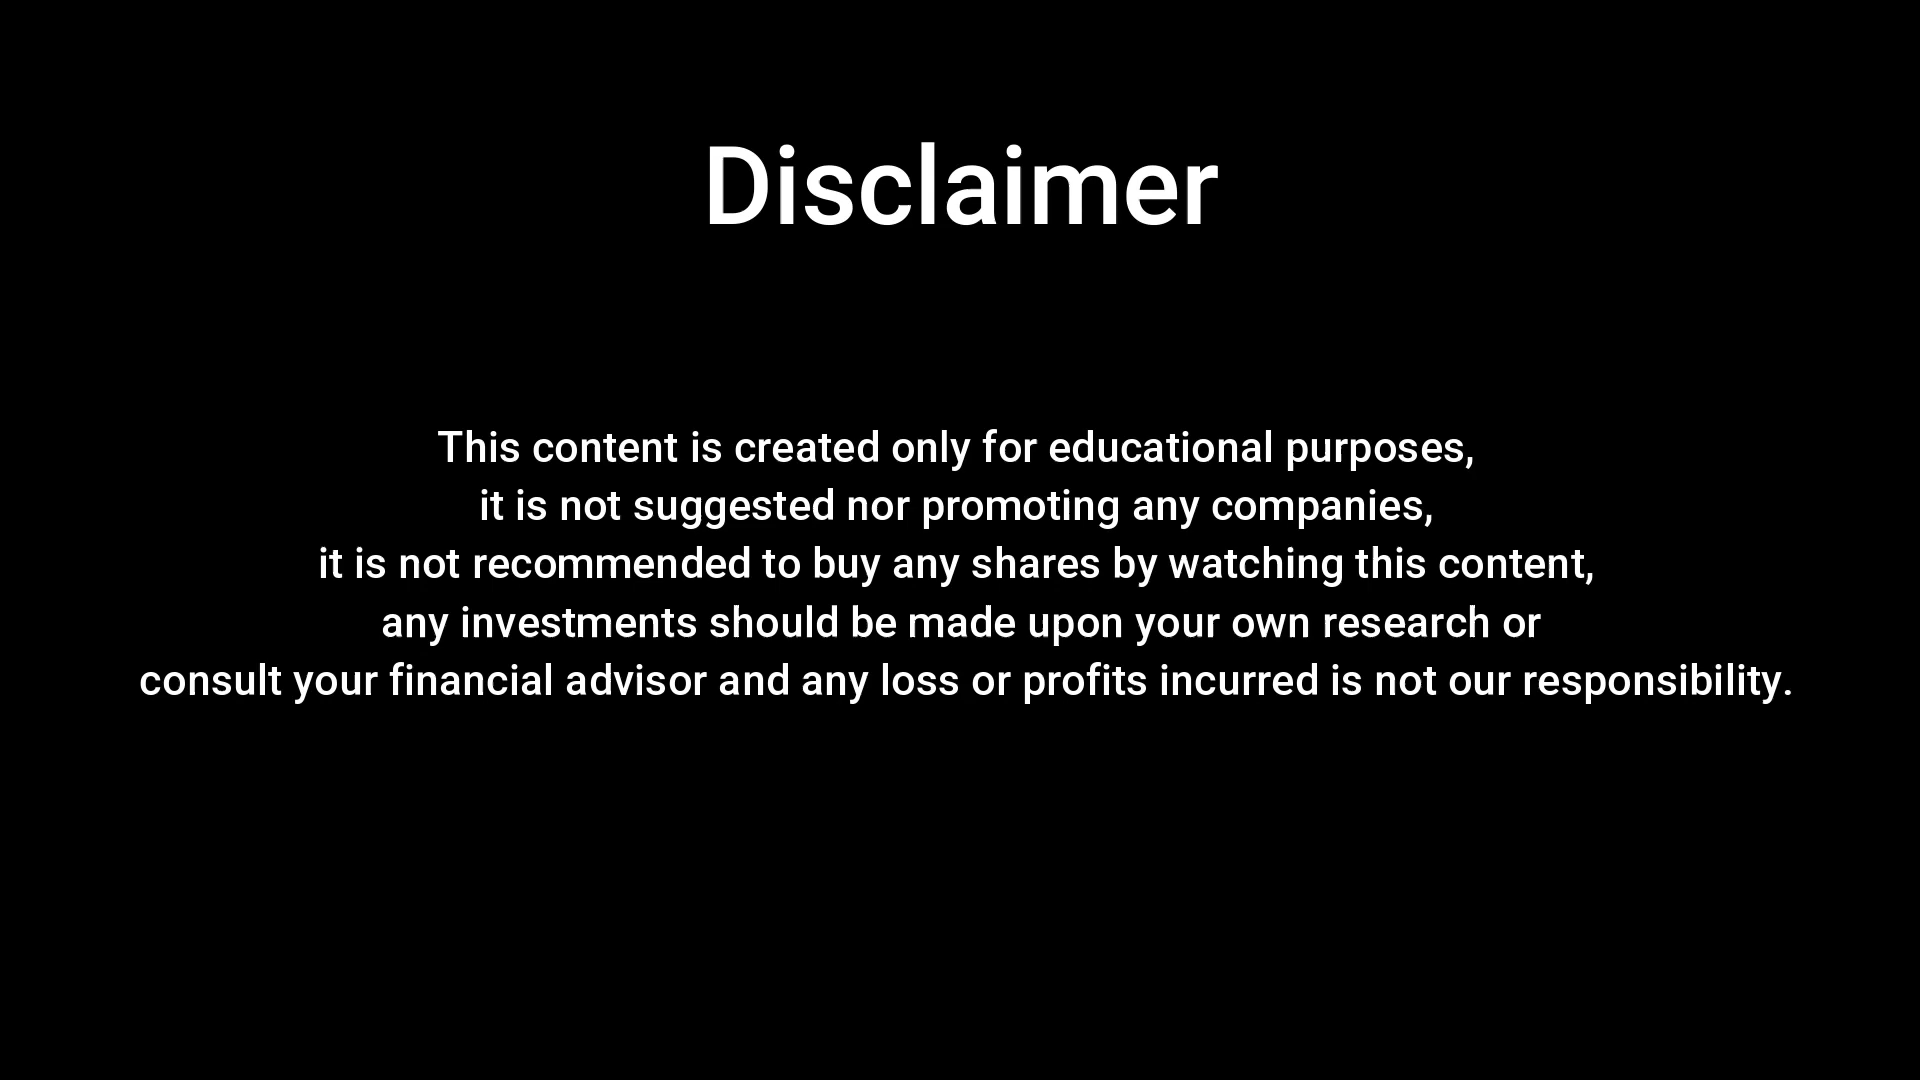 Disclaimer
This content is created only for educational purposes,
it is not suggested nor promoting any companies,
it is not recommended to buy any shares by watching this content,
any investments should be made upon your own research or
consult your financial advisor and any loss or profits incurred is not our responsibility.